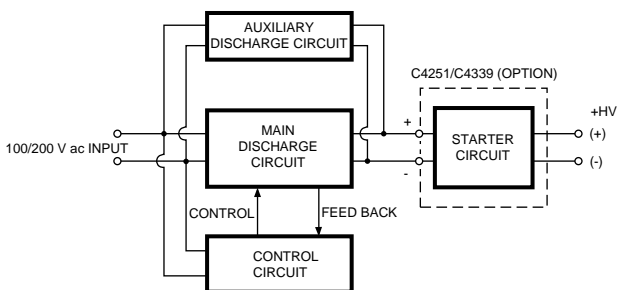 AUXILIARY
DISCHARGE CIRCUIT
C4251/C4339 (OPTION)
+HV
100/200 V ac INPUT
MAIN
DISCHARGE
CIRCUIT
+
-
STARTER
CIRCUIT
(+)
(-)
CONTROL
FEED BACK
CONTROL
CIRCUIT